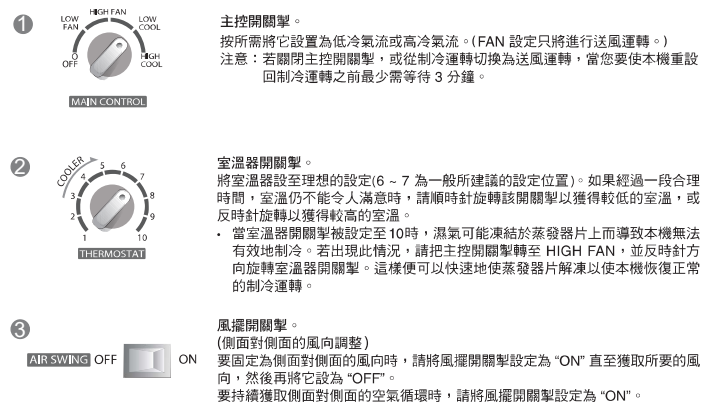 1
LOW FAN
HIGH FAN
LOW COOL
0 OFF
HIGH COOL
MAIN CONTROL
主控開關掣。
按所需將它設置為低冷氣流或高冷氣流。(FAN 設定只將進行送風運轉。)
注意：若關閉主控開關掣，或從制冷運轉切換為送風運轉，當您要使本機重設
回制冷運轉之前最少需等待 3 分鐘。
2
COOLER
1 2 3 4 5 6 7 8 9 10
THERMOSTAT
室溫器開關掣。
將室溫器設至理想的設定(6 ~ 7 為一般所建議的設定位置)。如果經過一段合理
時間，室溫仍不能令人滿意時，請順時針旋轉該開關掣以獲得較低的室溫，或
反時針旋轉以獲得較高的室溫。
• 當室溫器開關掣被設定至10時，濕氣可能凍結於蒸發器片上而導致本機無法
有效地制冷。若出現此情況，請把主控開關掣轉至 HIGH FAN，並反時針方
向旋轉室溫器開關掣。這樣便可以快速地使蒸發器片解凍以使本機恢復正常
的制冷運轉。
3
AIR SWING OFF ON
風擺開關掣。
(側面對側面的風向調整)
要固定為側面對側面的風向時，請將風擺開關掣設定為 “ON” 直至獲取所要的風
向，然後再將它設為 “OFF”。
要持續獲取側面對側面的空氣循環時，請將風擺開關掣設定為 “ON”。